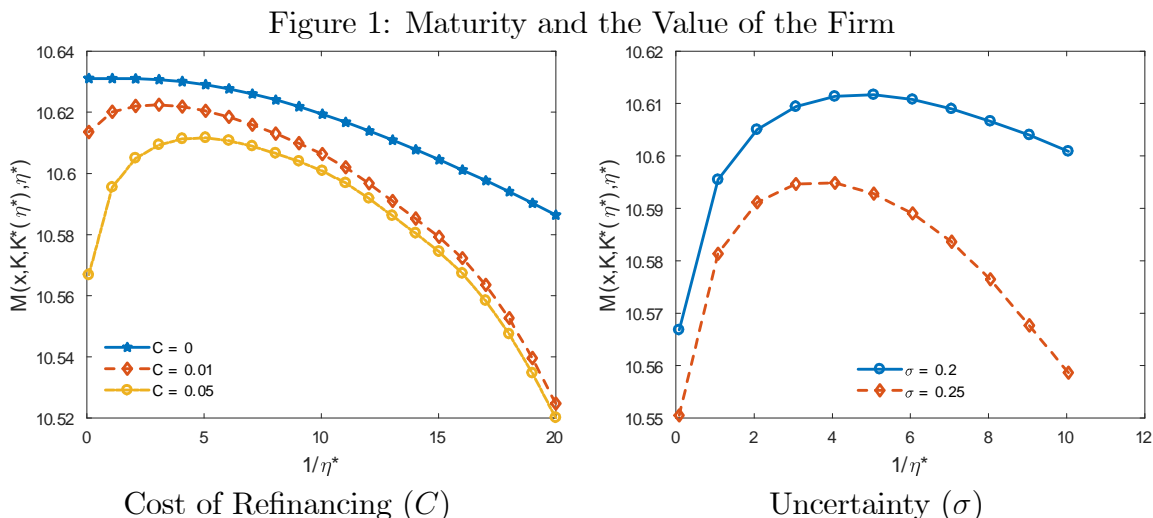 Figure 1: Maturity and the Value of the Firm
M(x,K,K*(η*),η*)
10.64
10.62
10.6
10.58
10.56
10.54
10.52
C = 0
C = 0.01
C = 0.05
0 5 10 15 20
1/η*
Cost of Refinancing (C)
M(x,K,K*(η*),η*)
10.62
10.61
10.6
10.59
10.58
10.57
10.56
10.55
σ = 0.2
σ = 0.25
0 2 4 6 8 10 12
1/η*
Uncertainty (σ)